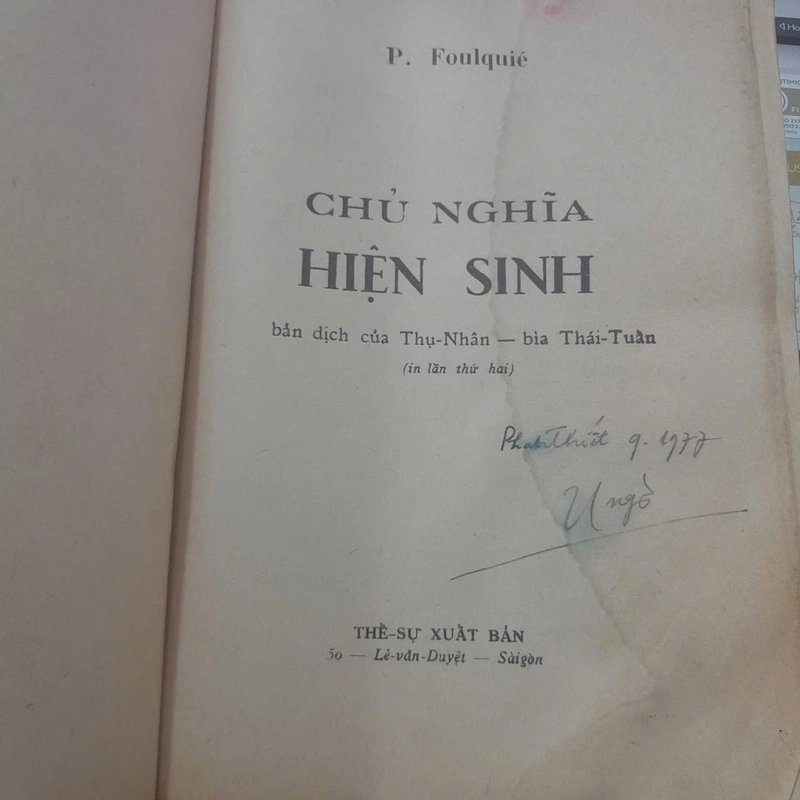 P. Foulquié
CHỦ NGHĨA
HIỆN SINH
bản dịch của Thụ-Nhân — bìa Thái-Tuấn
(in lần thứ hai)
Phan Thiết 9. 1977
THẾ-SỰ XUẤT BẢN
50 — Lê-văn-Duyệt — Sàigòn